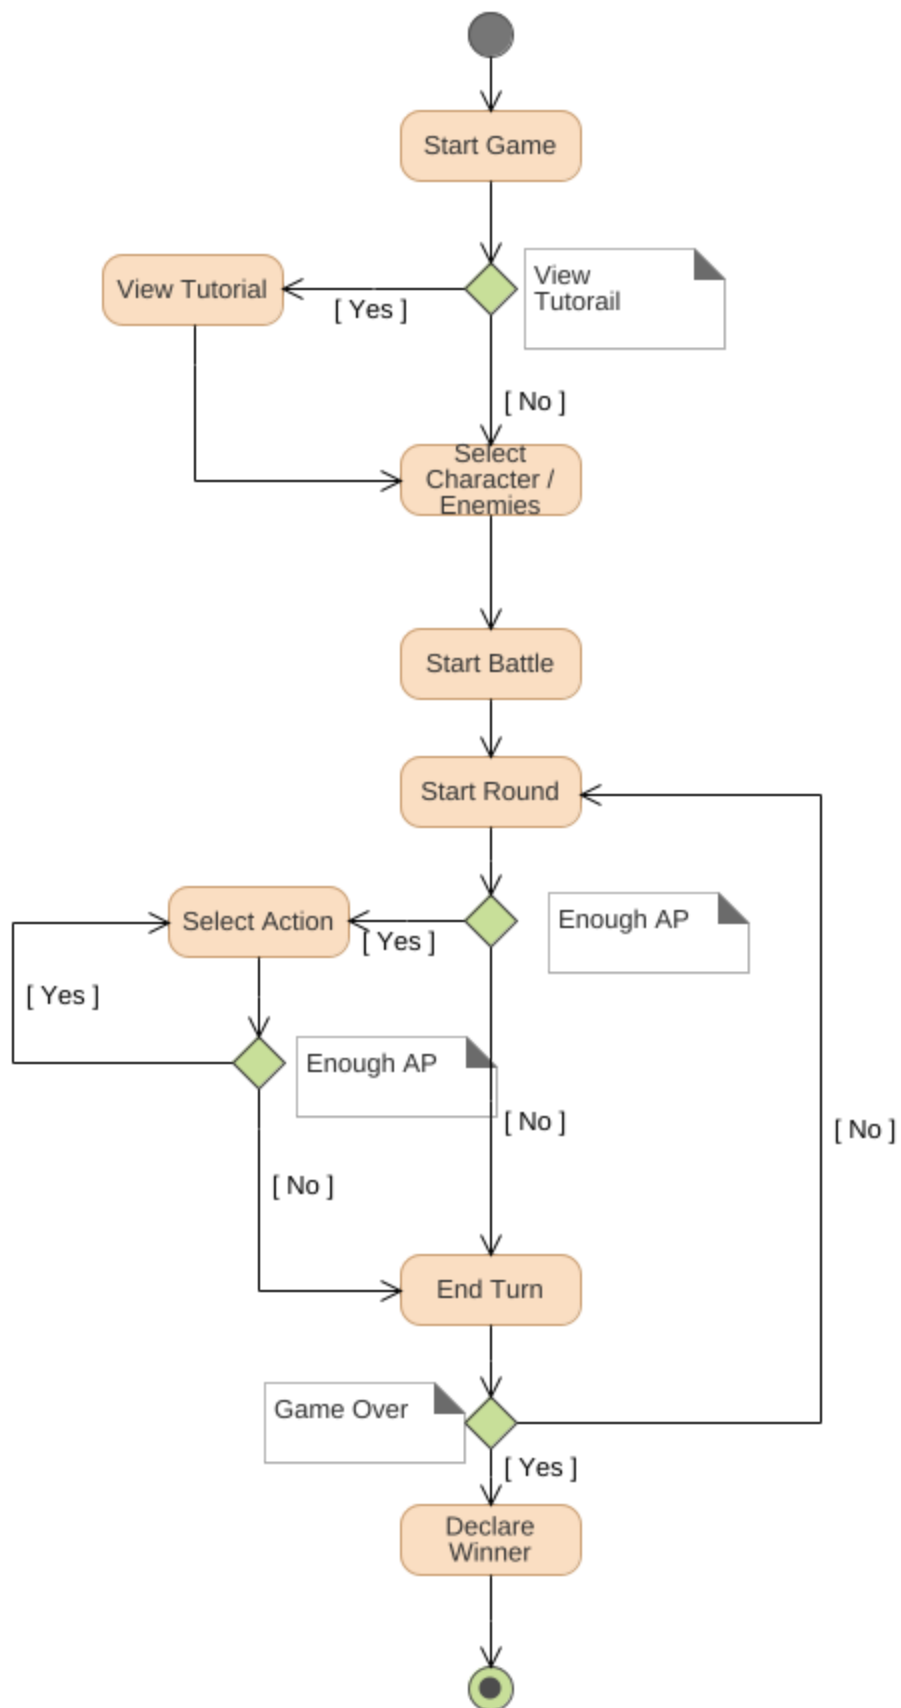 Start Game
View Tutorial
[ Yes ]
View
Tutorail
[ No ]
Select
Character /
Enemies
Start Battle
Start Round
Select Action
[ Yes ]
Enough AP
[ Yes ]
Enough AP
[ No ]
[ No ]
[ No ]
End Turn
Game Over
[ Yes ]
Declare
Winner